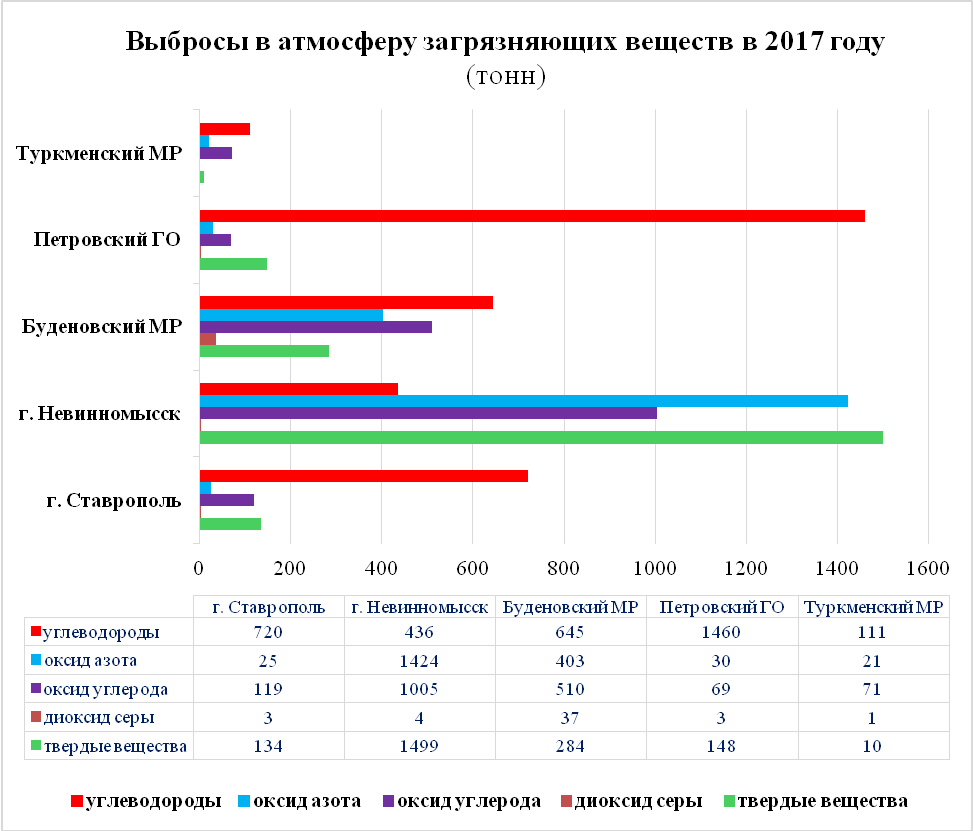 Выбросы в атмосферу загрязняющих веществ в 2017 году
(тонн)
Туркменский МР
Петровский ГО
Буденовский МР
г. Невинномысск
г. Ставрополь
0 200 400 600 800 1000 1200 1400 1600
г. Ставрополь г. Невинномысск Буденовский МР Петровский ГО Туркменский МР
углеводороды 720 436 645 1460 111
оксид азота 25 1424 403 30 21
оксид углерода 119 1005 510 69 71
диоксид серы 3 4 37 3 1
твердые вещества 134 1499 284 148 10
углеводороды оксид азота оксид углерода диоксид серы твердые вещества